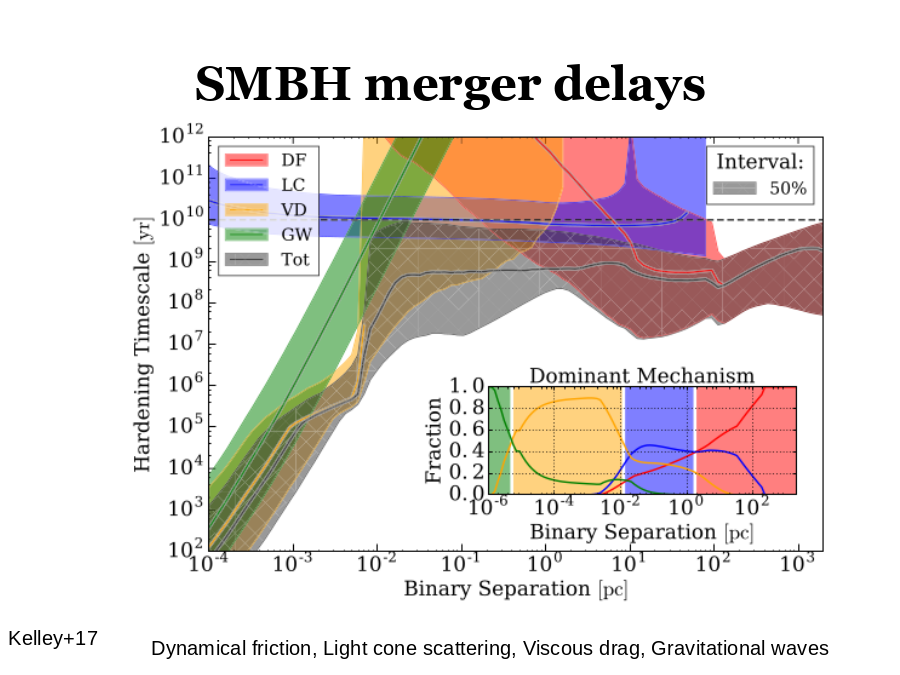 SMBH merger delays
10^12
10^11
10^10
10^9
10^8
10^7
10^6
10^5
10^4
10^3
10^2
Hardening Timescale [yr]
DF
LC
VD
GW
Tot
Interval:
50%
Dominant Mechanism
1.0
0.8
0.6
0.4
0.2
0.0
Fraction
10^-6 10^-4 10^-2 10^0 10^2
Binary Separation [pc]
10^-4 10^-3 10^-2 10^-1 10^0 10^1 10^2 10^3
Binary Separation [pc]
Kelley+17
Dynamical friction, Light cone scattering, Viscous drag, Gravitational waves